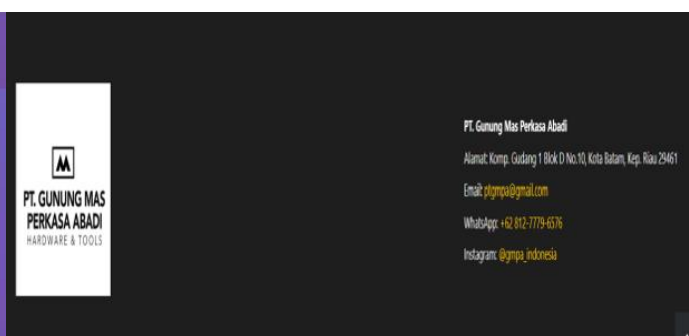 PT. GUNUNG MAS
PERKASA ABADI
HARDWARE & TOOLS
PT. Gunung Mas Perkasa Abadi
Alamat: Komp. Gudang 1 Blok D No.10, Kota Batam, Kep. Riau 29461
Email: ptgmpa@gmail.com
WhatsApp: +62 812-7779-6576
Instagram: @gmpa_indonesia